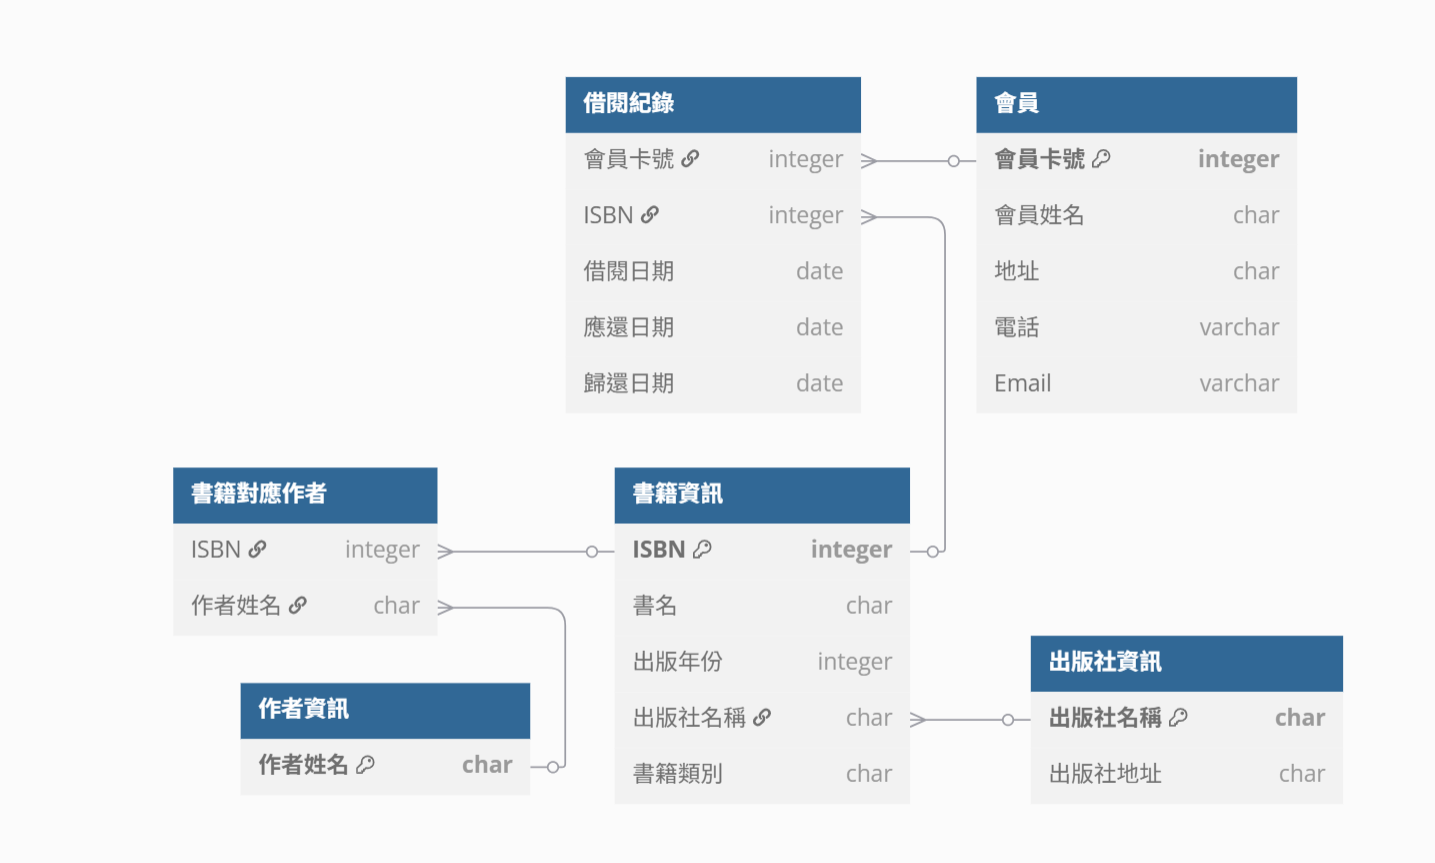 借閱紀錄
會員卡號 integer
ISBN integer
借閱日期 date
應還日期 date
歸還日期 date
會員
會員卡號 integer
會員姓名 char
地址 char
電話 varchar
Email varchar
書籍對應作者
ISBN integer
作者姓名 char
書籍資訊
ISBN integer
書名 char
出版年份 integer
出版社名稱 char
書籍類別 char
作者資訊
作者姓名 char
出版社資訊
出版社名稱 char
出版社地址 char